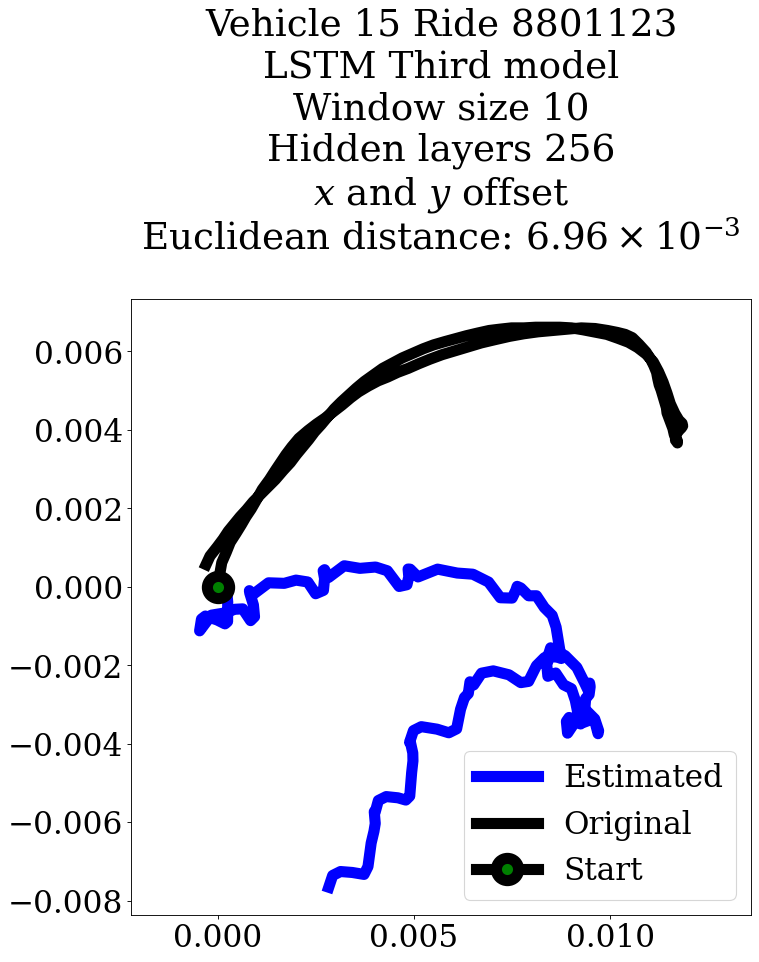 Vehicle 15 Ride 8801123
LSTM Third model
Window size 10
Hidden layers 256
x and y offset
Euclidean distance: 6.96 × 10⁻³
0.006
0.004
0.002
0.000
−0.002
−0.004
−0.006
−0.008
Estimated
Original
Start
0.000 0.005 0.010